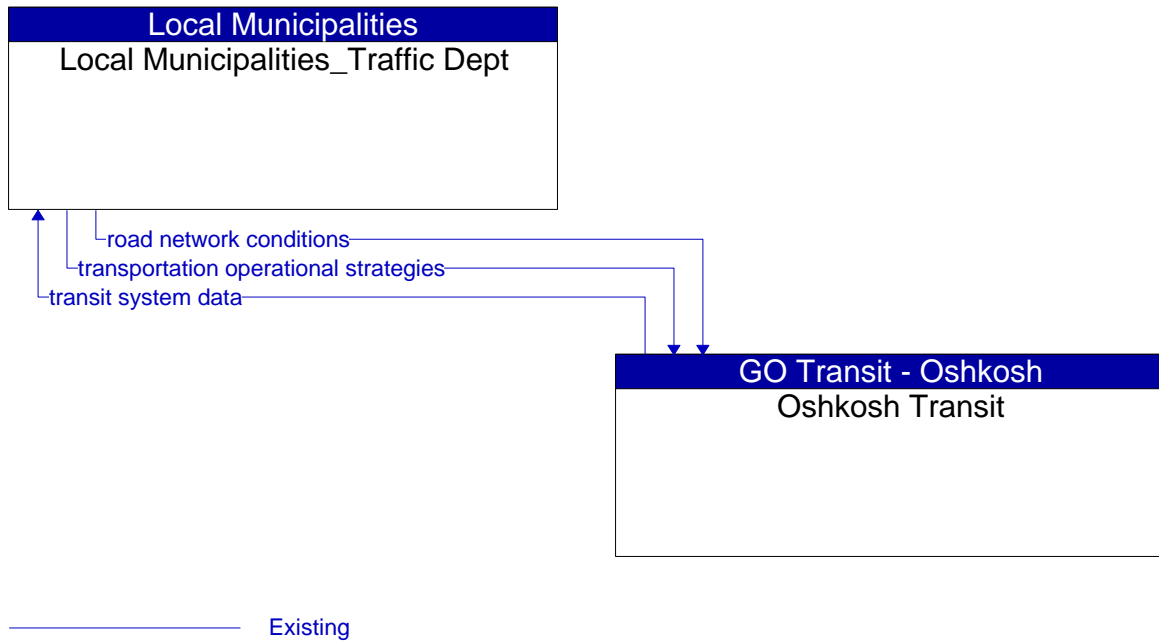 Local Municipalities
Local Municipalities_Traffic Dept
road network conditions
transportation operational strategies
transit system data
GO Transit - Oshkosh
Oshkosh Transit
Existing